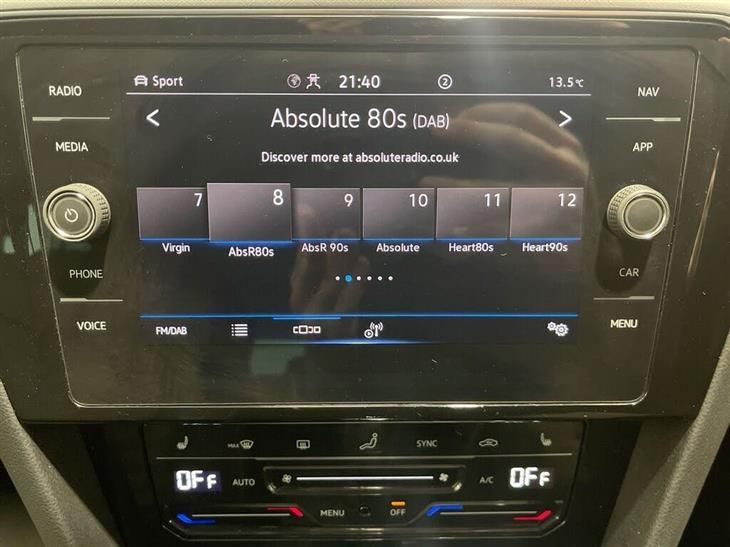 RADIO
MEDIA
PHONE
VOICE
Sport 21:40 2 13.5°C
Absolute 80s (DAB)
Discover more at absoluteradio.co.uk
7 8 9 10 11 12
Virgin AbsR80s AbsR 90s Absolute Heart80s Heart90s
FM/DAB
NAV
APP
CAR
MENU
MAX SYNC
OFF AUTO A/C OFF
MENU OFF